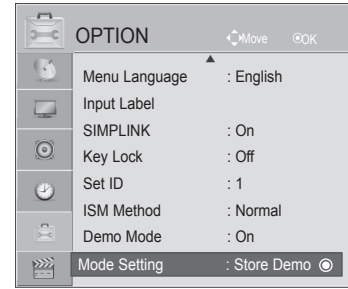 OPTION Move OK
Menu Language : English
Input Label
SIMPLINK : On
Key Lock : Off
Set ID : 1
ISM Method : Normal
Demo Mode : On
Mode Setting : Store Demo